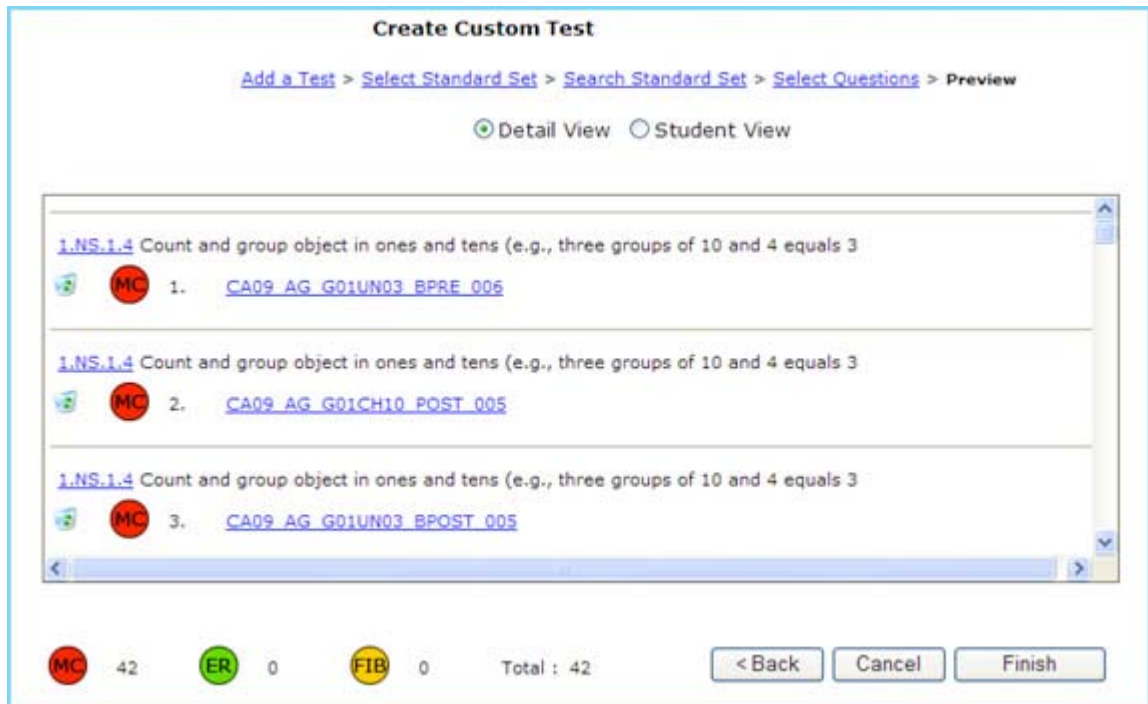 Create Custom Test
Add a Test > Select Standard Set > Search Standard Set > Select Questions > Preview
Detail View Student View
1.NS.1.4 Count and group object in ones and tens (e.g., three groups of 10 and 4 equals 3
MC 1. CA09_AG_G01UN03_BPRE_006
1.NS.1.4 Count and group object in ones and tens (e.g., three groups of 10 and 4 equals 3
MC 2. CA09_AG_G01CH10_POST_005
1.NS.1.4 Count and group object in ones and tens (e.g., three groups of 10 and 4 equals 3
MC 3. CA09_AG_G01UN03_BPOST_005
MC 42 ER 0 FIB 0 Total : 42 < Back Cancel Finish